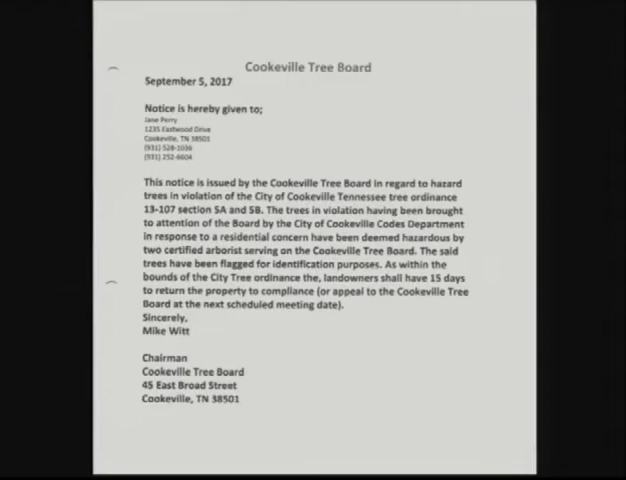 Cookeville Tree Board
September 5, 2017
Notice is hereby given to;
Jane Perry
1235 Eastwood Drive
Cookeville, TN 38501
(931) 528-1036
(931) 252-6604
This notice is issued by the Cookeville Tree Board in regard to hazard
trees in violation of the City of Cookeville Tennessee tree ordinance
13-107 section 5A and 5B. The trees in violation having been brought
to attention of the Board by the City of Cookeville Codes Department
in response to a residential concern have been deemed hazardous by
two certified arborist serving on the Cookeville Tree Board. The said
trees have been flagged for identification purposes. As within the
bounds of the City Tree ordinance the, landowners shall have 15 days
to return the property to compliance (or appeal to the Cookeville Tree
Board at the next scheduled meeting date).
Sincerely,
Mike Witt
Chairman
Cookeville Tree Board
45 East Broad Street
Cookeville, TN 38501